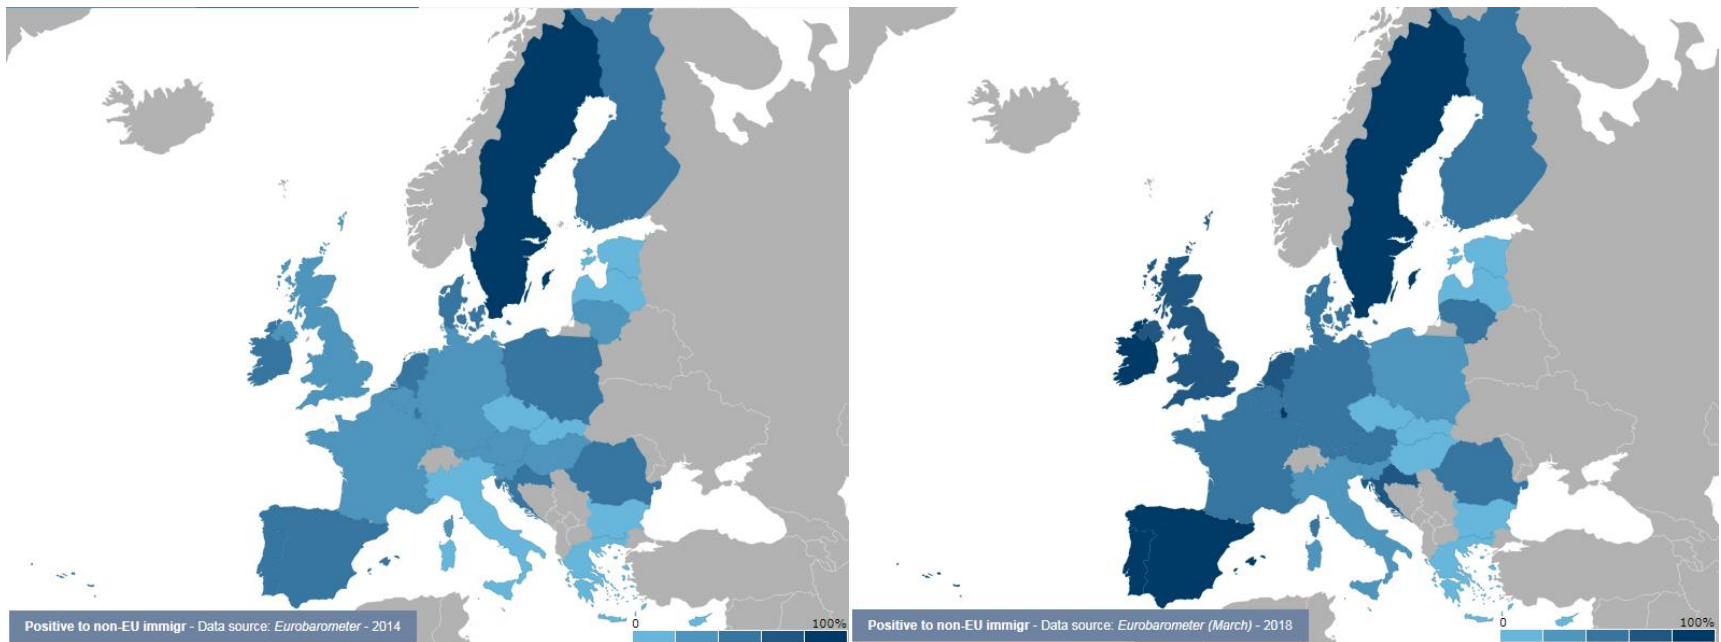 Positive to non-EU immigr - Data source: Eurobarometer - 2014
0 100%
Positive to non-EU immigr - Data source: Eurobarometer (March) - 2018
0 100%